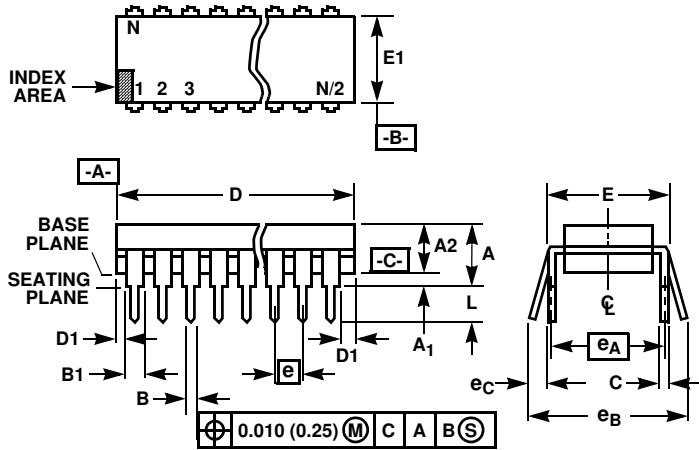 N
E1
INDEX
AREA
1 2 3 N/2
-B-
-A-
D
E
BASE
PLANE
A2
A
-C-
SEATING
PLANE
L
C
L
D1
A1
D1
eA
B1
e
eC
C
B
eB
0.010 (0.25) M C A B S